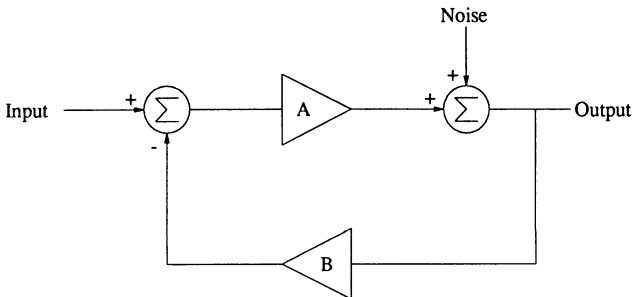 Noise
+
Input
+
Σ
A
+
Σ
Output
-
B